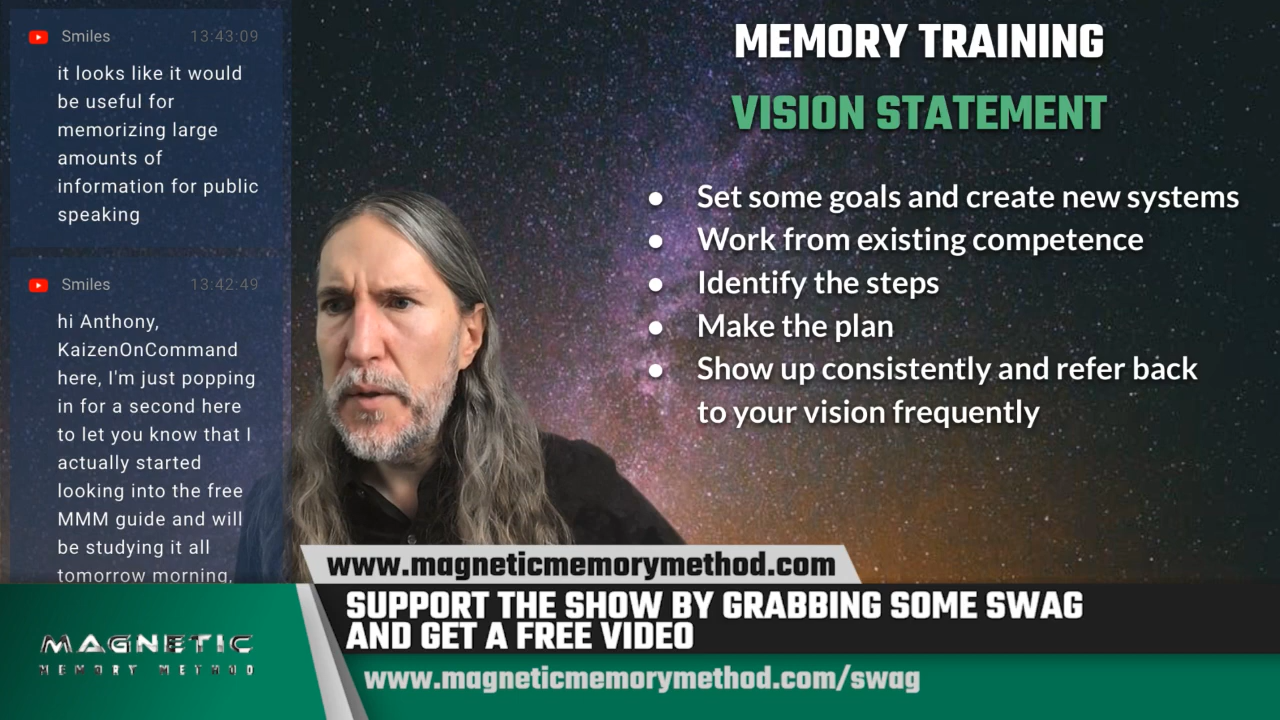 Smiles 13:43:09
it looks like it would
be useful for
memorizing large
amounts of
information for public
speaking
Smiles 13:42:49
hi Anthony,
KaizenOnCommand
here, I'm just popping
in for a second here
to let you know that I
actually started
looking into the free
MMM guide and will
be studying it all
tomorrow morning,
MEMORY TRAINING
VISION STATEMENT
● Set some goals and create new systems
● Work from existing competence
● Identify the steps
● Make the plan
● Show up consistently and refer back
to your vision frequently
www.magneticmemorymethod.com
SUPPORT THE SHOW BY GRABBING SOME SWAG
AND GET A FREE VIDEO
www.magneticmemorymethod.com/swag
MAGNETIC
MEMORY METHOD